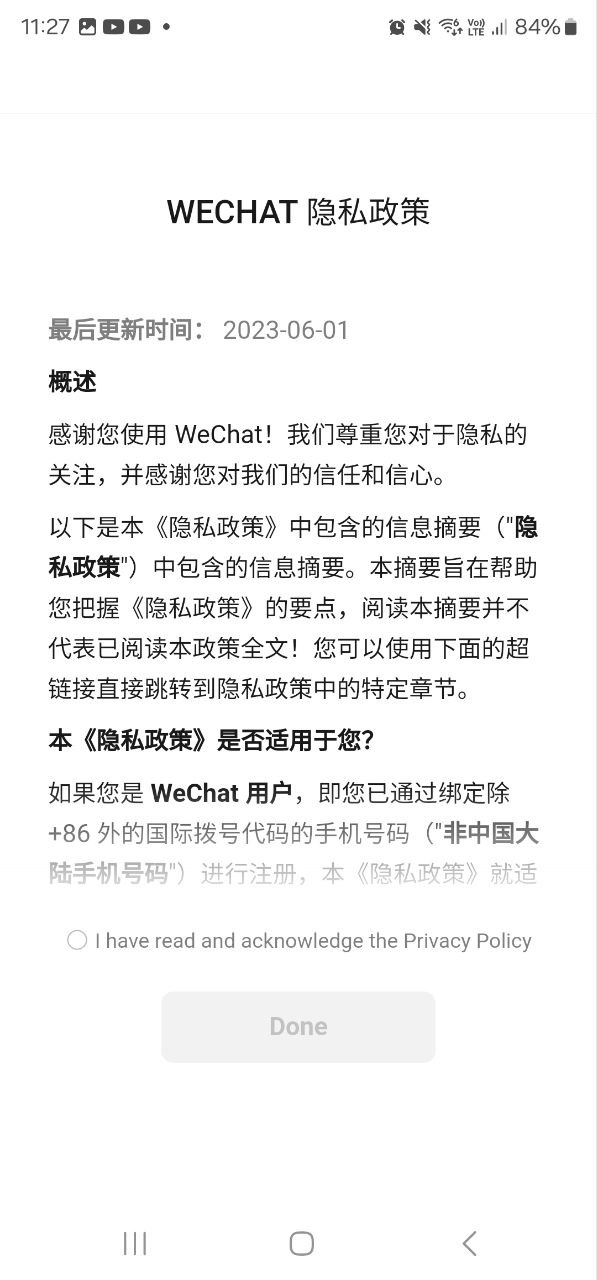 11:27
Vo)) LTE 84%
WECHAT 隐私政策
最后更新时间： 2023-06-01
概述
感谢您使用 WeChat！我们尊重您对于隐私的
关注，并感谢您对我们的信任和信心。
以下是本《隐私政策》中包含的信息摘要（"隐
私政策"）中包含的信息摘要。本摘要旨在帮助
您把握《隐私政策》的要点，阅读本摘要并不
代表已阅读本政策全文！您可以使用下面的超
链接直接跳转到隐私政策中的特定章节。
本《隐私政策》是否适用于您？
如果您是 WeChat 用户，即您已通过绑定除
+86 外的国际拨号代码的手机号码（"非中国大
陆手机号码"）进行注册，本《隐私政策》就适
I have read and acknowledge the Privacy Policy
Done